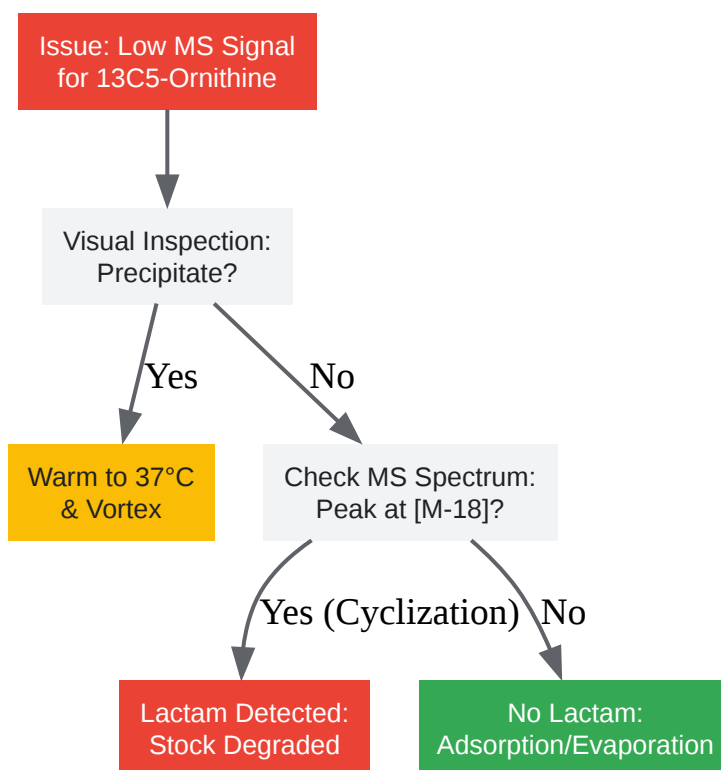 Issue: Low MS Signal
for 13C5-Ornithine
Visual Inspection:
Precipitate?
Yes
No
Warm to 37°C
& Vortex
Check MS Spectrum:
Peak at [M-18]?
Yes (Cyclization)
No
Lactam Detected:
Stock Degraded
No Lactam:
Adsorption/Evaporation